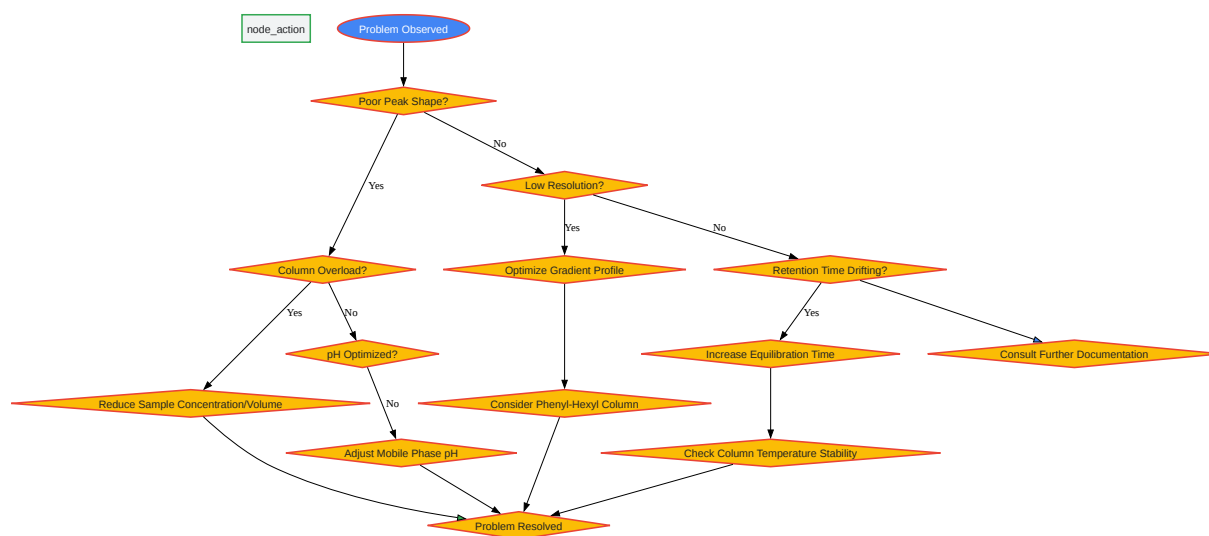 node_action
Problem Observed
Poor Peak Shape?
No
Yes
Low Resolution?
Yes
No
Column Overload?
Optimize Gradient Profile
Retention Time Drifting?
Yes
No
Yes
pH Optimized?
Increase Equilibration Time
Consult Further Documentation
No
Reduce Sample Concentration/Volume
Consider Phenyl-Hexyl Column
Adjust Mobile Phase pH
Check Column Temperature Stability
Problem Resolved